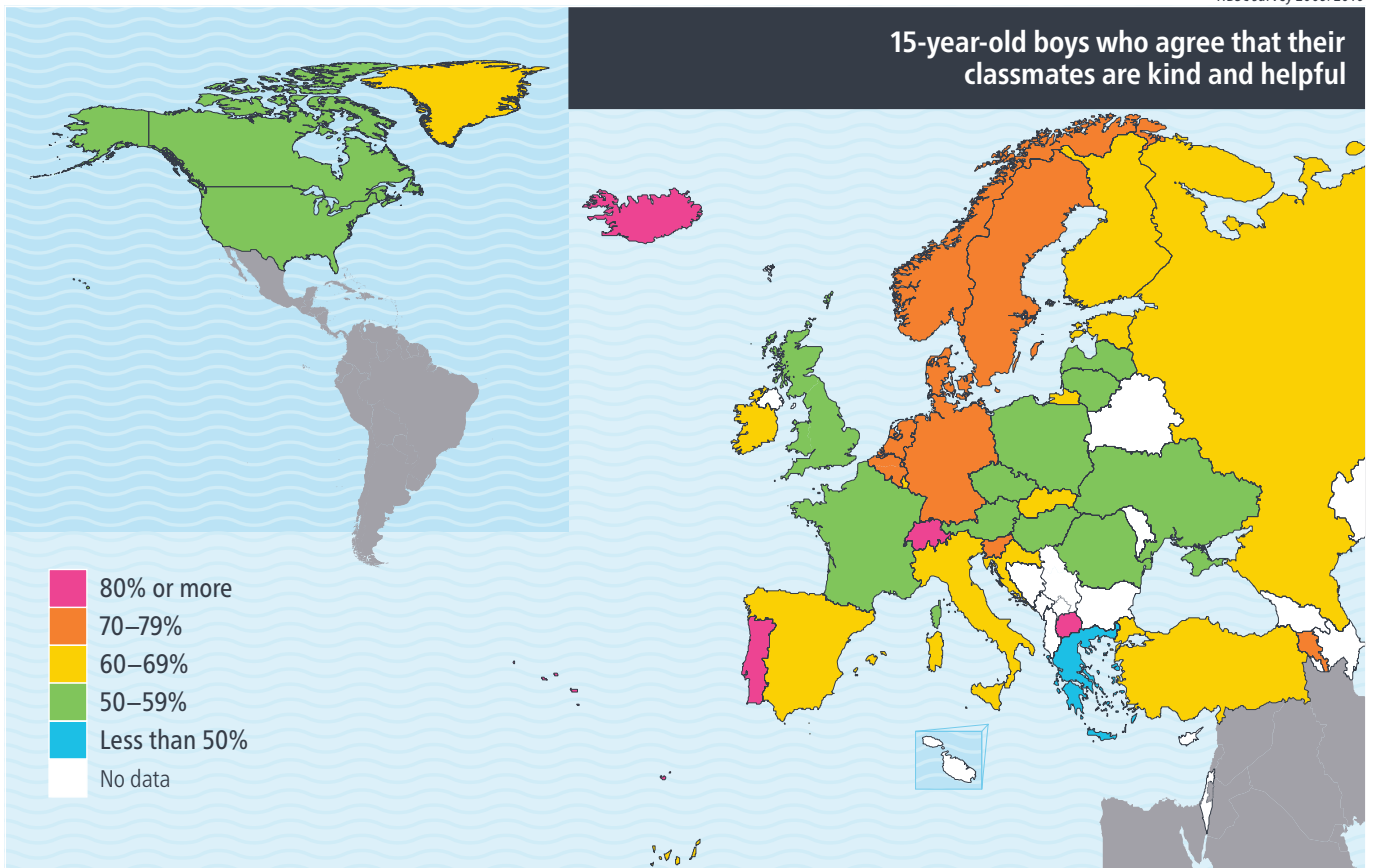 15-year-old boys who agree that their
classmates are kind and helpful
80% or more
70–79%
60–69%
50–59%
Less than 50%
No data